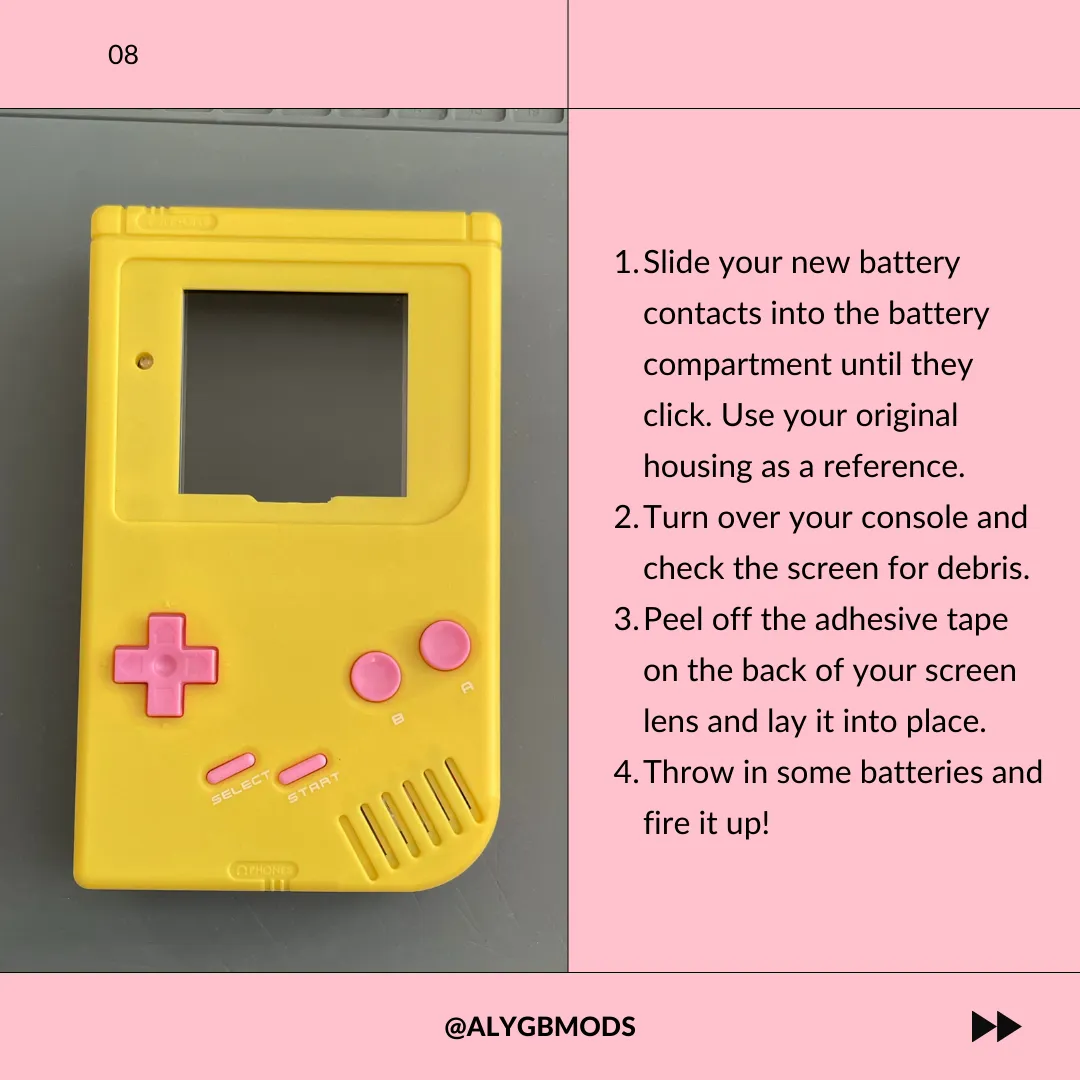 08
1. Slide your new battery
contacts into the battery
compartment until they
click. Use your original
housing as a reference.
2. Turn over your console and
check the screen for debris.
3. Peel off the adhesive tape
on the back of your screen
lens and lay it into place.
4. Throw in some batteries and
fire it up!
A
B
SELECT
START
PHONES
@ALYGBMODS